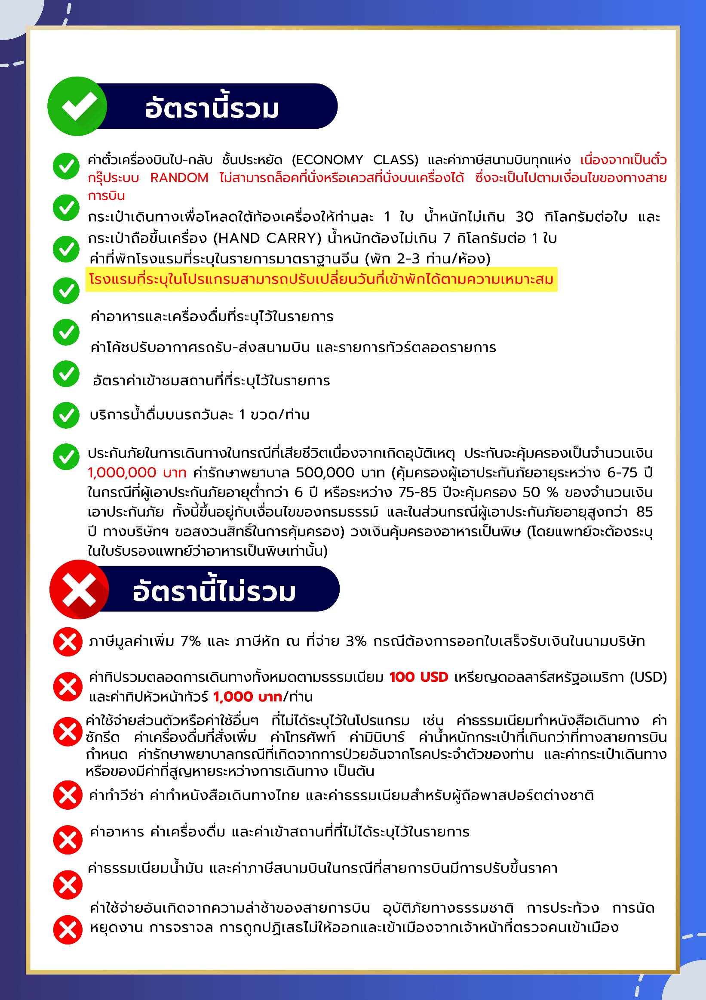 อัตรานี้รวม
ค่าตั๋วเครื่องบินไป-กลับ ชั้นประหยัด (ECONOMY CLASS) และค่าภาษีสนามบินทุกแห่ง เนื่องจากเป็นตั๋ว
กรุ๊ประบบ RANDOM ไม่สามารถล็อคที่นั่งหรือเควสที่นั่งบนเครื่องได้ ซึ่งจะเป็นไปตามเงื่อนไขของทางสาย
การบิน
กระเป๋าเดินทางเพื่อโหลดใต้ท้องเครื่องให้ท่านละ 1 ใบ น้ำหนักไม่เกิน 30 กิโลกรัมต่อใบ และ
กระเป๋าถือขึ้นเครื่อง (HAND CARRY) น้ำหนักต้องไม่เกิน 7 กิโลกรัมต่อ 1 ใบ
ค่าที่พักโรงแรมที่ระบุในรายการมาตราฐานจีน (พัก 2-3 ท่าน/ห้อง)
โรงแรมที่ระบุในโปรแกรมสามารถปรับเปลี่ยนวันที่เข้าพักได้ตามความเหมาะสม
ค่าอาหารและเครื่องดื่มที่ระบุไว้ในรายการ
ค่าโค้ชปรับอากาศรถรับ-ส่งสนามบิน และรายการทัวร์ตลอดรายการ
อัตราค่าเข้าชมสถานที่ที่ระบุไว้ในรายการ
บริการน้ำดื่มบนรถวันละ 1 ขวด/ท่าน
ประกันภัยในการเดินทางในกรณีที่เสียชีวิตเนื่องจากเกิดอุบัติเหตุ ประกันจะคุ้มครองเป็นจำนวนเงิน
1,000,000 บาท ค่ารักษาพยาบาล 500,000 บาท (คุ้มครองผู้เอาประกันภัยอายุระหว่าง 6-75 ปี
ในกรณีที่ผู้เอาประกันภัยอายุต่ำกว่า 6 ปี หรือระหว่าง 75-85 ปีจะคุ้มครอง 50 % ของจำนวนเงิน
เอาประกันภัย ทั้งนี้ขึ้นอยู่กับเงื่อนไขของกรมธรรม์ และในส่วนกรณีผู้เอาประกันภัยอายุสูงกว่า 85
ปี ทางบริษัทฯ ขอสงวนสิทธิ์ในการคุ้มครอง) วงเงินคุ้มครองอาหารเป็นพิษ (โดยแพทย์จะต้องระบุ
ในใบรับรองแพทย์ว่าอาหารเป็นพิษเท่านั้น)
อัตรานี้ไม่รวม
ภาษีมูลค่าเพิ่ม 7% และ ภาษีหัก ณ ที่จ่าย 3% กรณีต้องการออกใบเสร็จรับเงินในนามบริษัท
ค่าทิปรวมตลอดการเดินทางทั้งหมดตามธรรมเนียม 100 USD เหรียญดอลลาร์สหรัฐอเมริกา (USD)
และค่าทิปหัวหน้าทัวร์ 1,000 บาท/ท่าน
ค่าใช้จ่ายส่วนตัวหรือค่าใช้อื่นๆ ที่ไม่ได้ระบุไว้ในโปรแกรม เช่น ค่าธรรมเนียมทำหนังสือเดินทาง ค่า
ซักรีด ค่าเครื่องดื่มที่สั่งเพิ่ม ค่าโทรศัพท์ ค่ามินิบาร์ ค่าน้ำหนักกระเป๋าที่เกินกว่าที่ทางสายการบิน
กำหนด ค่ารักษาพยาบาลกรณีที่เกิดจากการป่วยอันจากโรคประจำตัวของท่าน และค่ากระเป๋าเดินทาง
หรือของมีค่าที่สูญหายระหว่างการเดินทาง เป็นต้น
ค่าทำวีซ่า ค่าทำหนังสือเดินทางไทย และค่าธรรมเนียมสำหรับผู้ถือพาสปอร์ตต่างชาติ
ค่าอาหาร ค่าเครื่องดื่ม และค่าเข้าสถานที่ที่ไม่ได้ระบุไว้ในรายการ
ค่าธรรมเนียมน้ำมัน และค่าภาษีสนามบินในกรณีที่สายการบินมีการปรับขึ้นราคา
ค่าใช้จ่ายอันเกิดจากความล่าช้าของสายการบิน อุบัติภัยทางธรรมชาติ การประท้วง การนัด
หยุดงาน การจราจล การถูกปฏิเสธไม่ให้ออกและเข้าเมืองจากเจ้าหน้าที่ตรวจคนเข้าเมือง